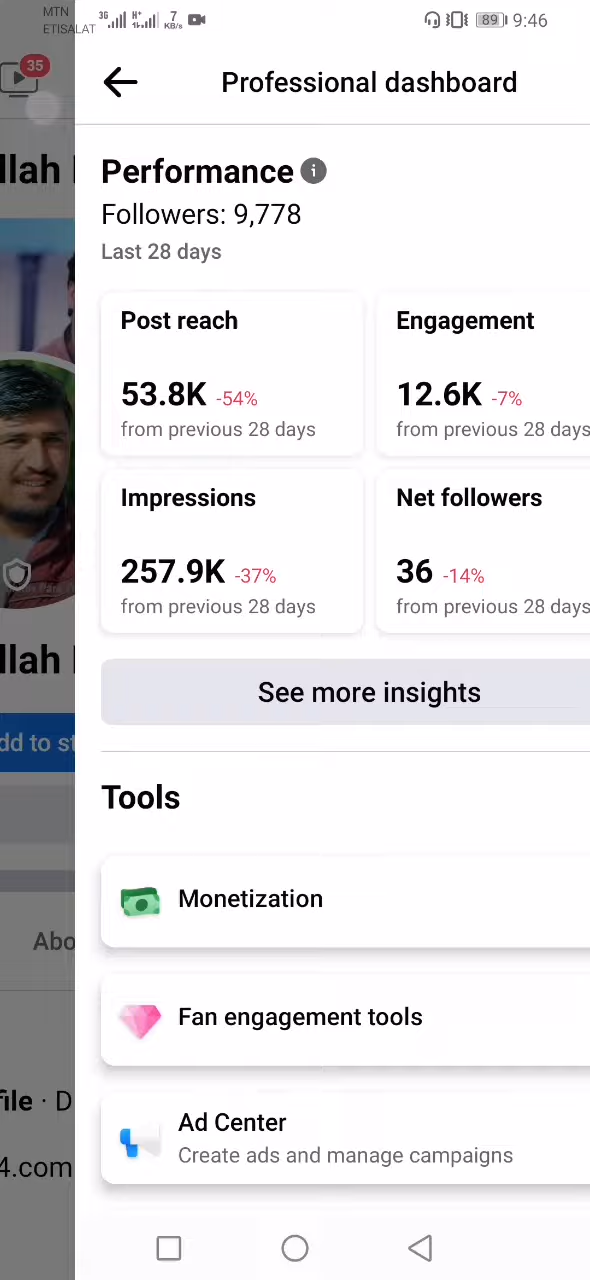 MTN
ETISALAT
3G
H+
7
KB/s
89
9:46
35
Professional dashboard
llah
Performance
Followers: 9,778
Last 28 days
Post reach
Engagement
53.8K -54%
12.6K -7%
from previous 28 days
from previous 28 days
Impressions
Net followers
257.9K -37%
36 -14%
from previous 28 days
from previous 28 days
llah
See more insights
dd to st
Tools
Monetization
Abo
Fan engagement tools
file · D
Ad Center
Create ads and manage campaigns
4.com